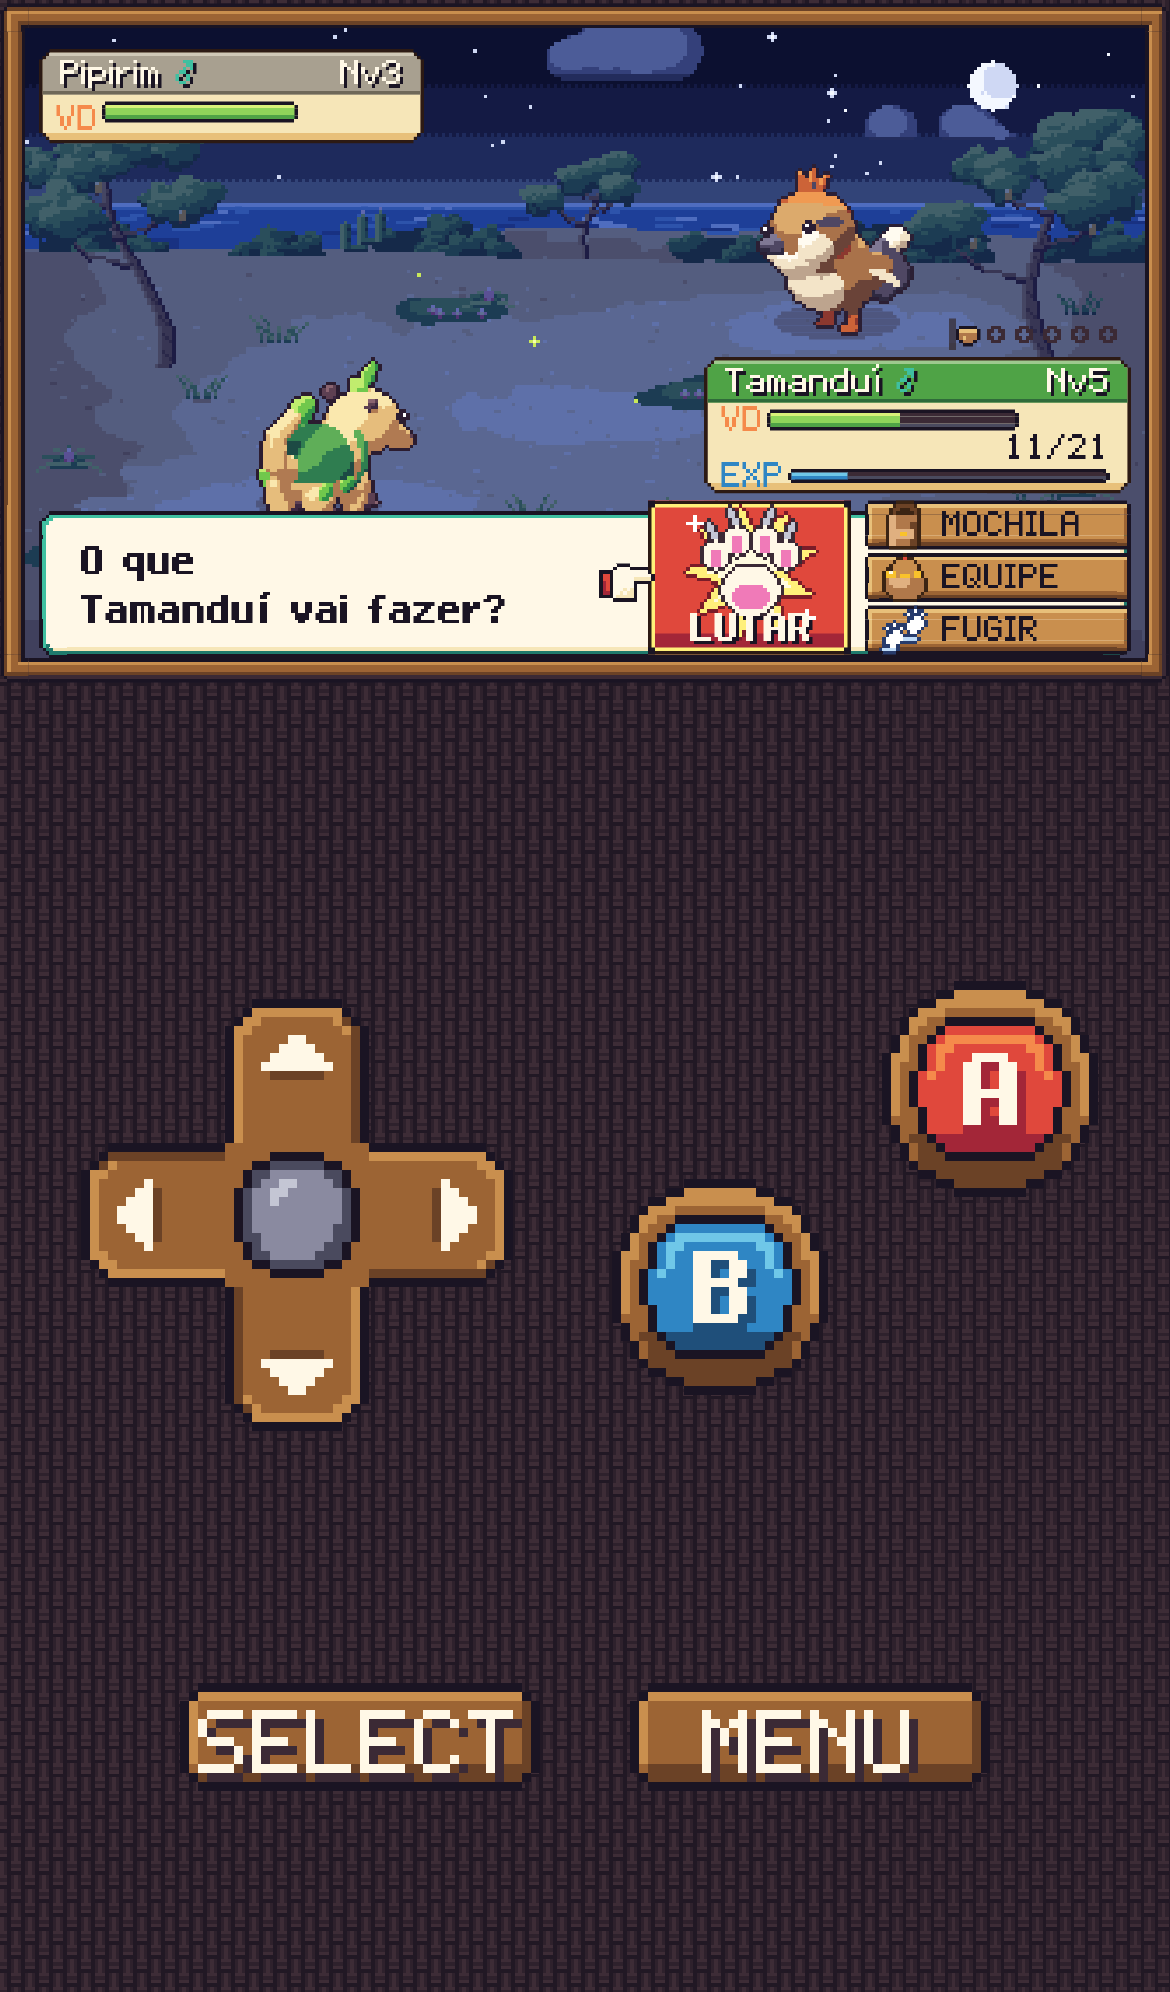 Pipirim ♂ Nv3
VD
Tamanduí ♂ Nv5
VD
11/21
EXP
O que
Tamanduí vai fazer?
LUTAR
MOCHILA
EQUIPE
FUGIR
A
B
SELECT
MENU